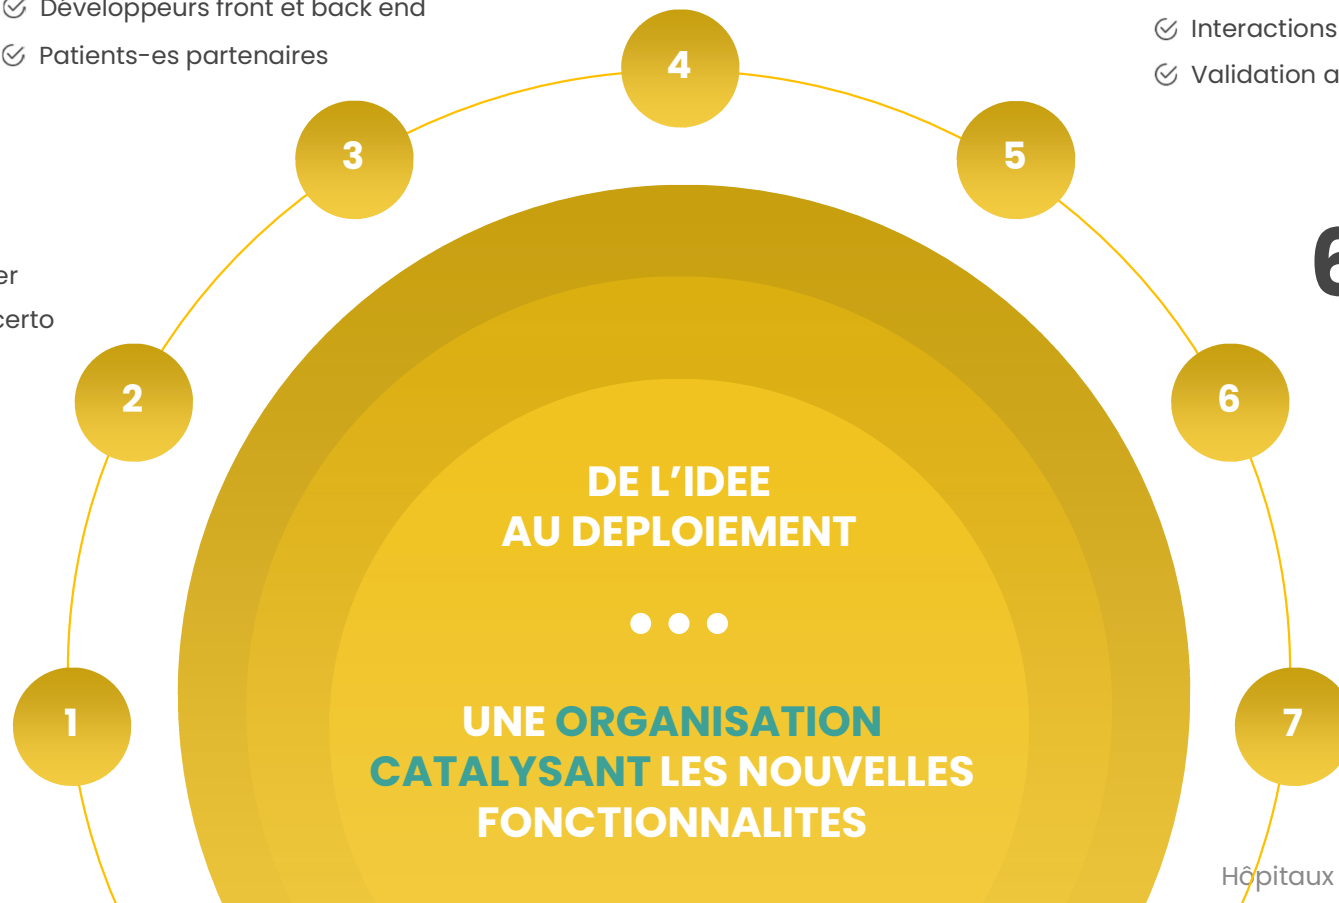 Développeurs front et back end
Patients-es partenaires
Interactions
Validation a
4
3
5
6
er
certo
2
6
DE L’IDEE
AU DEPLOIEMENT
UNE ORGANISATION
CATALYSANT LES NOUVELLES
FONCTIONNALITES
1
7
Hôpitaux